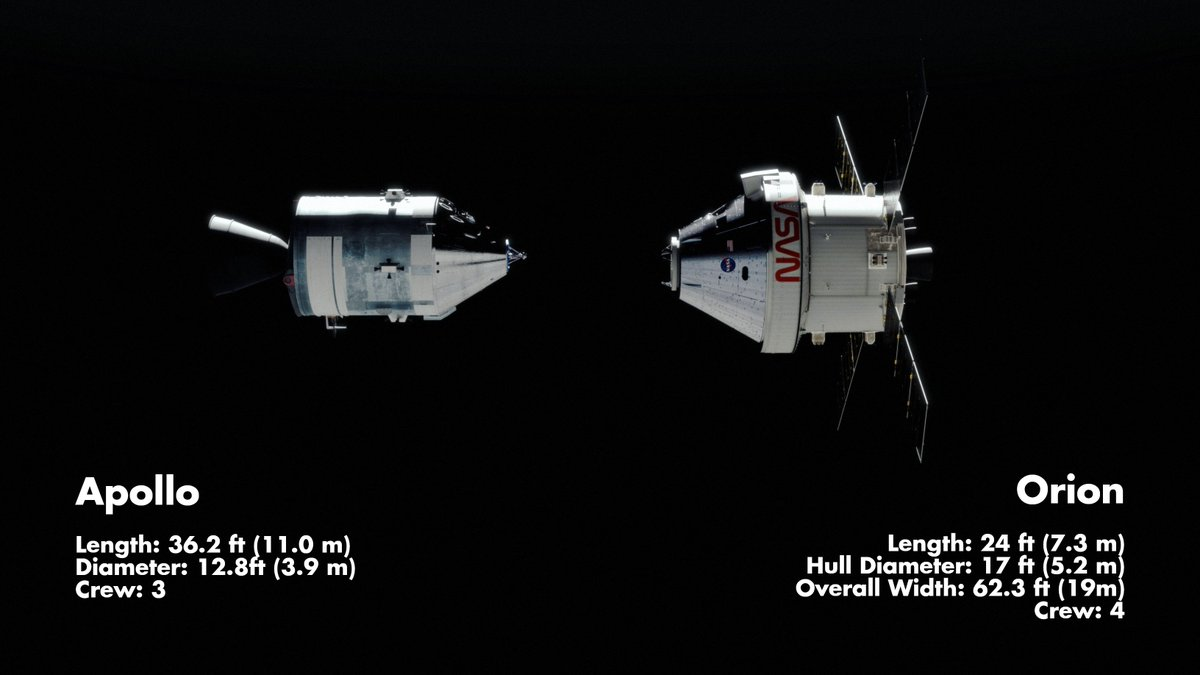 NASA
Apollo
Length: 36.2 ft (11.0 m)
Diameter: 12.8ft (3.9 m)
Crew: 3
Orion
Length: 24 ft (7.3 m)
Hull Diameter: 17 ft (5.2 m)
Overall Width: 62.3 ft (19m)
Crew: 4